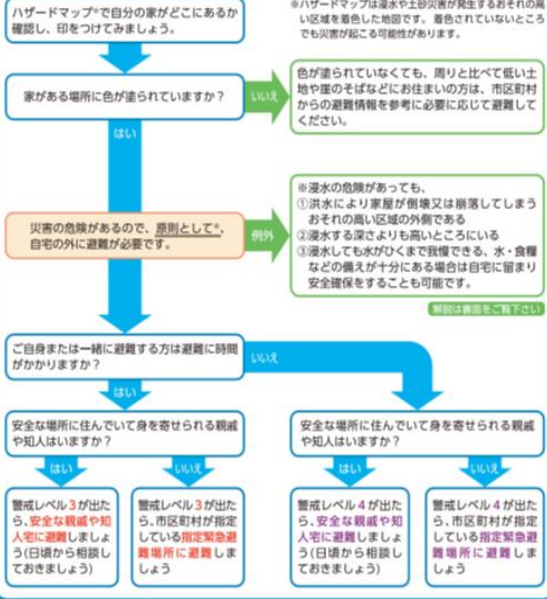 ハザードマップ※で自分の家がどこにあるか
確認し、印をつけてみましょう。
※ハザードマップは浸水や土砂災害が発生するおそれの高
い区域を着色した地図です。着色されていないところ
でも災害が起こる可能性があります。
家がある場所に色が塗られていますか？
いいえ
色が塗られていなくても、周りと比べて低い土
地や崖のそばなどにお住まいの方は、市区町村
からの避難情報を参考に必要に応じて避難して
ください。
はい
災害の危険があるので、原則として※、
自宅の外に避難が必要です。
例外
※浸水の危険があっても、
①洪水により家屋が倒壊又は崩落してしまう
おそれの高い区域の外側である
②浸水する深さよりも高いところにいる
③浸水しても水がひくまで我慢できる、水・食糧
などの備えが十分にある場合は自宅に留まり
安全確保をすることも可能です。
解説は裏面をご覧下さい
ご自身または一緒に避難する方は避難に時間
がかかりますか？
いいえ
はい
安全な場所に住んでいて身を寄せられる親戚
や知人はいますか？
はい
いいえ
警戒レベル3が出た
ら、安全な親戚や知
人宅に避難しましょ
う(日頃から相談し
ておきましょう)
警戒レベル3が出た
ら、市区町村が指定
している指定緊急避
難場所に避難しま
しょう
安全な場所に住んでいて身を寄せられる親戚
や知人はいますか？
はい
いいえ
警戒レベル4が出た
ら、安全な親戚や知
人宅に避難しましょ
う(日頃から相談し
ておきましょう)
警戒レベル4が出た
ら、市区町村が指定
している指定緊急避
難場所に避難しま
しょう